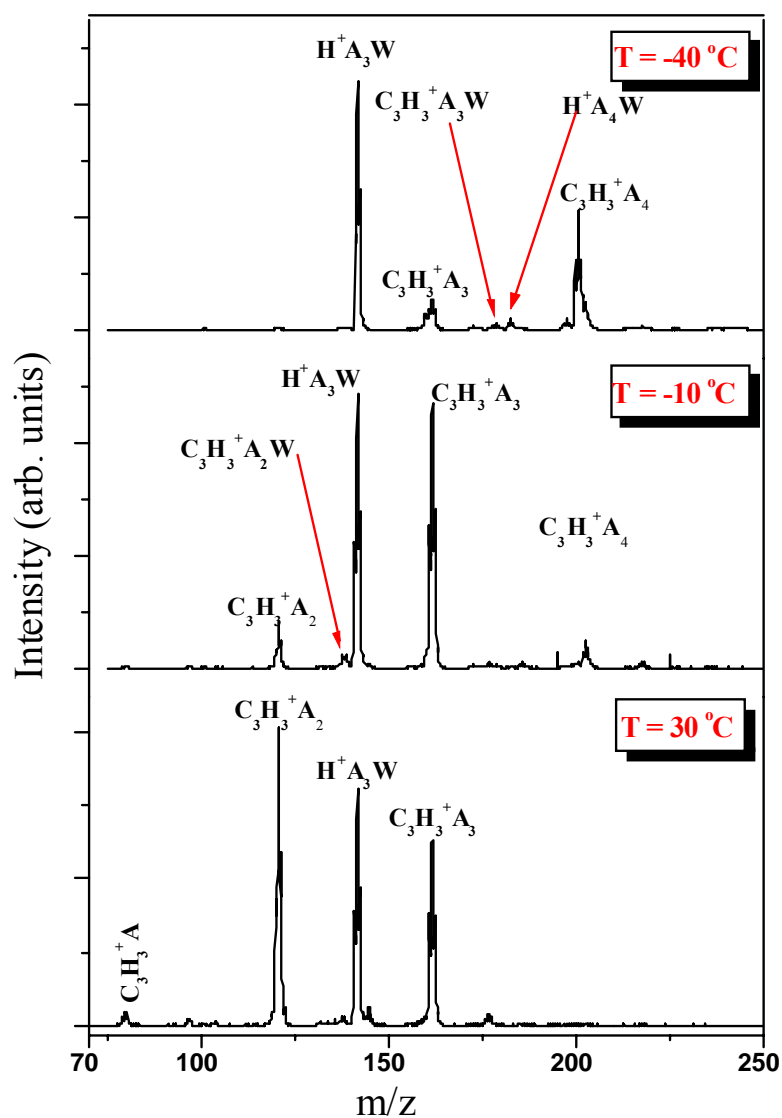 Intensity (arb. units)
T = -40 °C
H⁺A₃W
C₃H₃⁺A₃W
H⁺A₄W
C₃H₃⁺A₄
C₃H₃⁺A₃
T = -10 °C
H⁺A₃W
C₃H₃⁺A₃
C₃H₃⁺A₂W
C₃H₃⁺A₄
C₃H₃⁺A₂
T = 30 °C
C₃H₃⁺A₂
H⁺A₃W
C₃H₃⁺A₃
C₃H₃⁺A
70 100 150 200 250
m/z